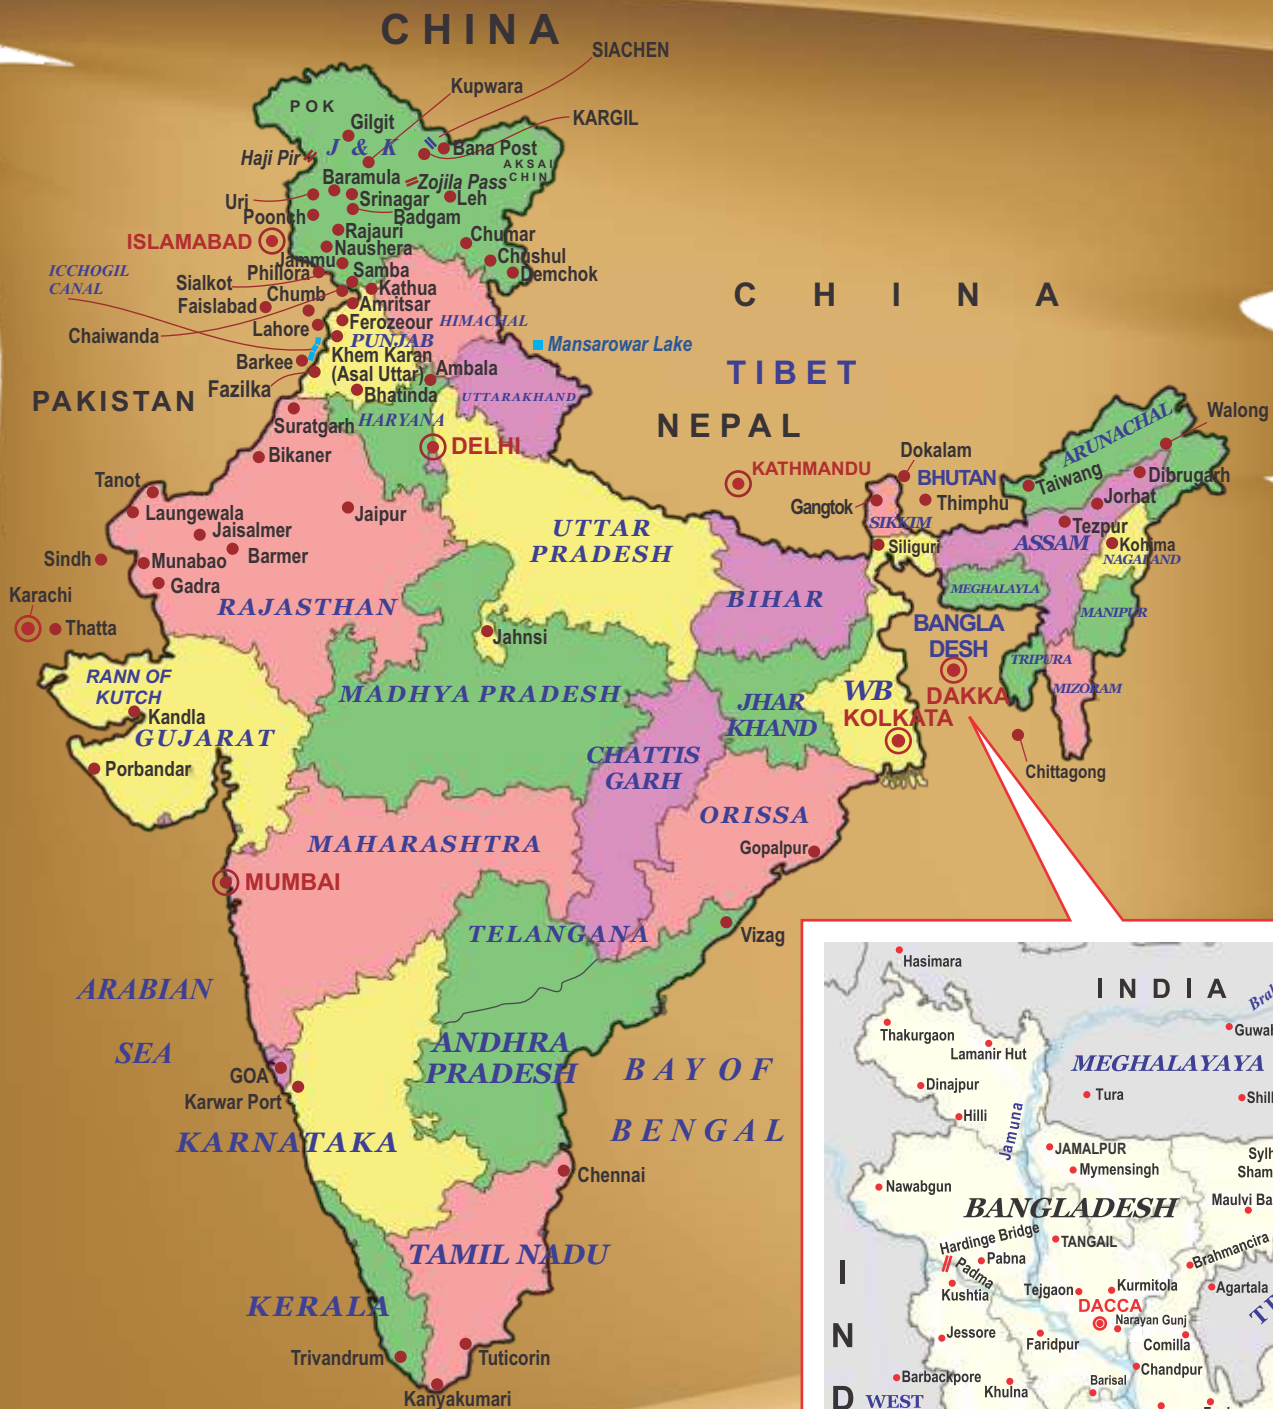 CHINA
SIACHEN
Kupwara
POK
KARGIL
Gilgit
J & K
Haji Pir
Bana Post
AKSAI
CHIN
Baramula
Zojila Pass
Uri
Srinagar
Leh
Poonch
Badgam
Rajauri
Chumar
ISLAMABAD
Naushera
Jammu
Chushul
ICCHOGIL
CANAL
Phillora
Samba
Demchok
Sialkot
Kathua
Chumb
Faislabad
Amritsar
CHINA
Lahore
Ferozeour
HIMACHAL
Chaiwanda
PUNJAB
Mansarowar Lake
Barkee
Khem Karan
(Asal Uttar)
Ambala
TIBET
Fazilka
Bhatinda
UTTARAKHAND
PAKISTAN
Suratgarh
HARYANA
NEPAL
Walong
ARUNACHAL
DELHI
Bikaner
Dokalam
KATHMANDU
Tanot
BHUTAN
Taiwang
Dibrugarh
Laungewala
Jaipur
Gangtok
Thimphu
Jorhat
Jaisalmer
UTTAR
PRADESH
SIKKIM
Tezpur
Sindh
Munabao
Barmer
Siliguri
ASSAM
Kohima
NAGALAND
Gadra
Karachi
RAJASTHAN
BIHAR
MEGHALAYLA
MANIPUR
Thatta
Jahnsi
BANGLA
DESH
TRIPURA
RANN OF
KUTCH
MADHYA PRADESH
WB
DAKKA
MIZORAM
Kandla
JHAR
KHAND
KOLKATA
GUJARAT
CHATTIS
GARH
Porbandar
Chittagong
ORISSA
MAHARASHTRA
Gopalpur
MUMBAI
TELANGANA
Vizag
ARABIAN
SEA
ANDHRA
PRADESH
BAY OF
BENGAL
GOA
Karwar Port
KARNATAKA
Chennai
TAMIL NADU
KERALA
Trivandrum
Tuticorin
Kanyakumari
Hasimara
INDIA
Thakurgaon
Lamanir Hut
MEGHALAYAYA
Dinajpur
Tura
Hilli
Jamuna
JAMALPUR
Mymensingh
Nawabgun
BANGLADESH
Hardinge Bridge
TANGAIL
Pabna
Padma
Brahmancira
Kushtia
Tejgaon
Kurmitola
Agartala
DACCA
Narayan Gunj
Jessore
Faridpur
Comilla
Chandpur
Barbackpore
Khulna
Barisal
I
N
D
WEST